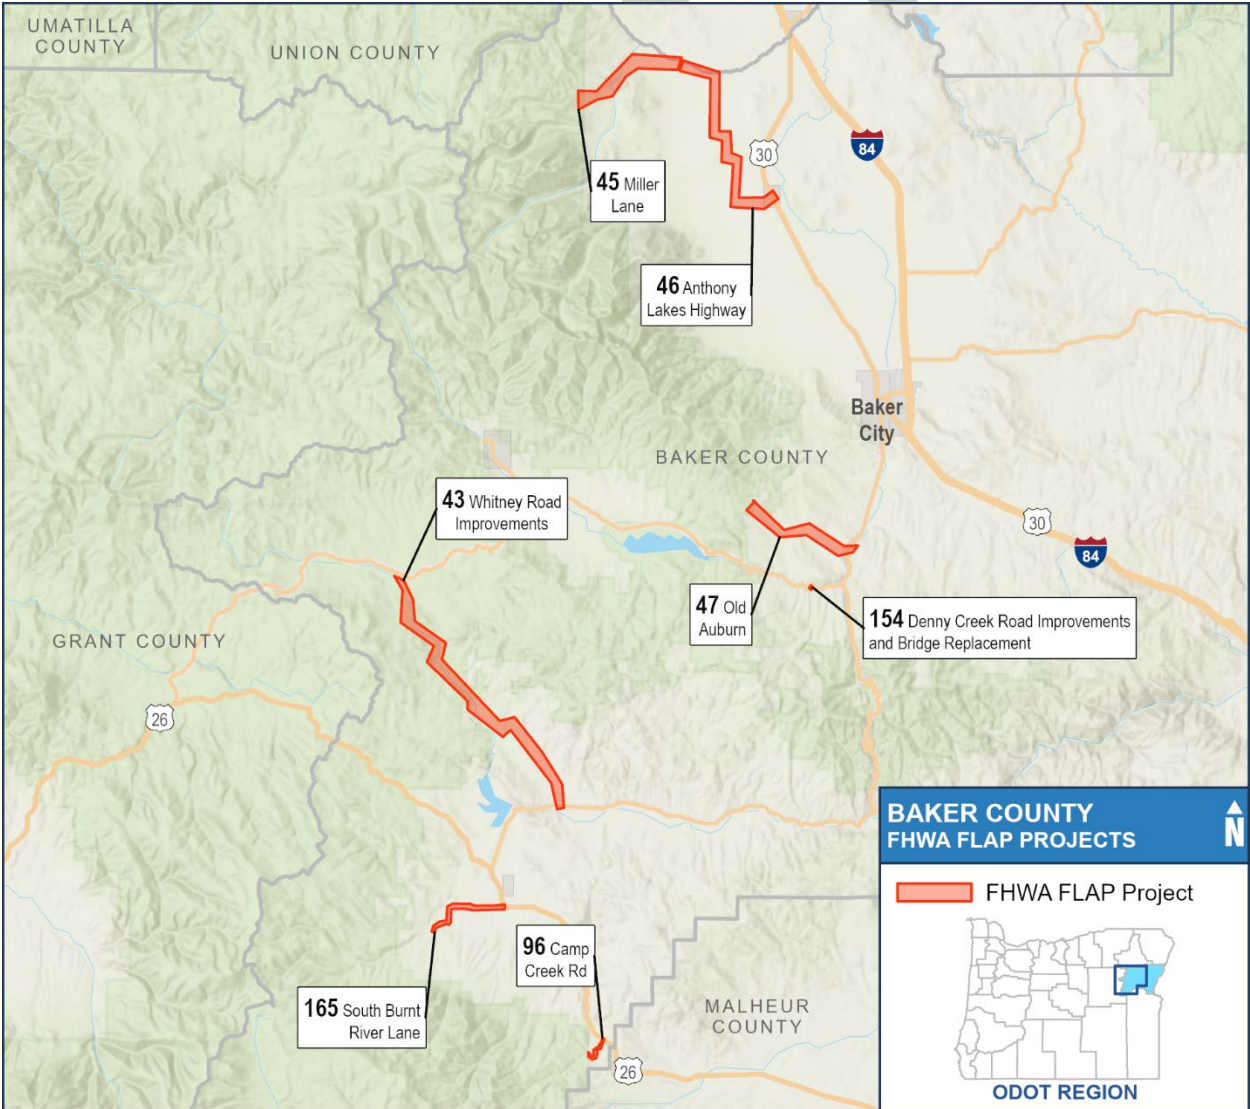 UMATILLA
COUNTY
UNION COUNTY
84
30
45 Miller
Lane
46 Anthony
Lakes Highway
Baker
City
BAKER COUNTY
43 Whitney Road
Improvements
30
84
47 Old
Auburn
154 Denny Creek Road Improvements
and Bridge Replacement
GRANT COUNTY
26
96 Camp
Creek Rd
165 South Burnt
River Lane
MALHEUR
COUNTY
26
BAKER COUNTY
FHWA FLAP PROJECTS
N
FHWA FLAP Project
ODOT REGION